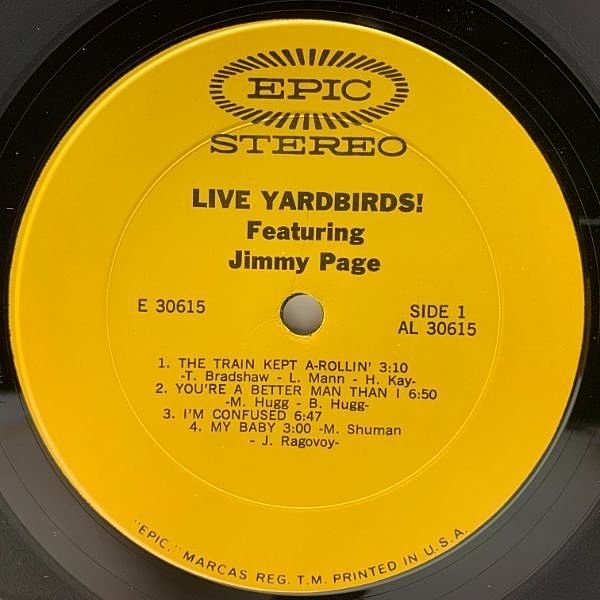 EPIC
STEREO
LIVE YARDBIRDS!
Featuring
Jimmy Page
E 30615
SIDE 1
AL 30615
1. THE TRAIN KEPT A-ROLLIN' 3:10
-T. Bradshaw - L. Mann - H. Kay-
2. YOU'RE A BETTER MAN THAN I 6:50
-M. Hugg - B. Hugg-
3. I'M CONFUSED 6:47
4. MY BABY 3:00 -M. Shuman
- J. Ragovoy-
"EPIC," MARCAS REG. T.M. PRINTED IN U.S.A.